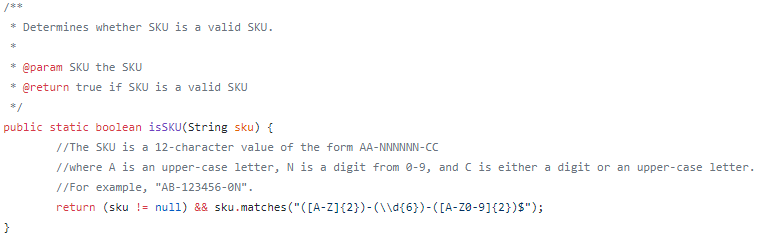 /**
 * Determines whether SKU is a valid SKU.
 *
 * @param SKU the SKU
 * @return true if SKU is a valid SKU
 */
public static boolean isSKU(String sku) {
        //The SKU is a 12-character value of the form AA-NNNNNN-CC
        //where A is an upper-case letter, N is a digit from 0-9, and C is either a digit or an upper-case letter.
        //For example, "AB-123456-0N".
        return (sku != null) && sku.matches("([A-Z]{2})-(\\d{6})-([A-Z0-9]{2})$");
}